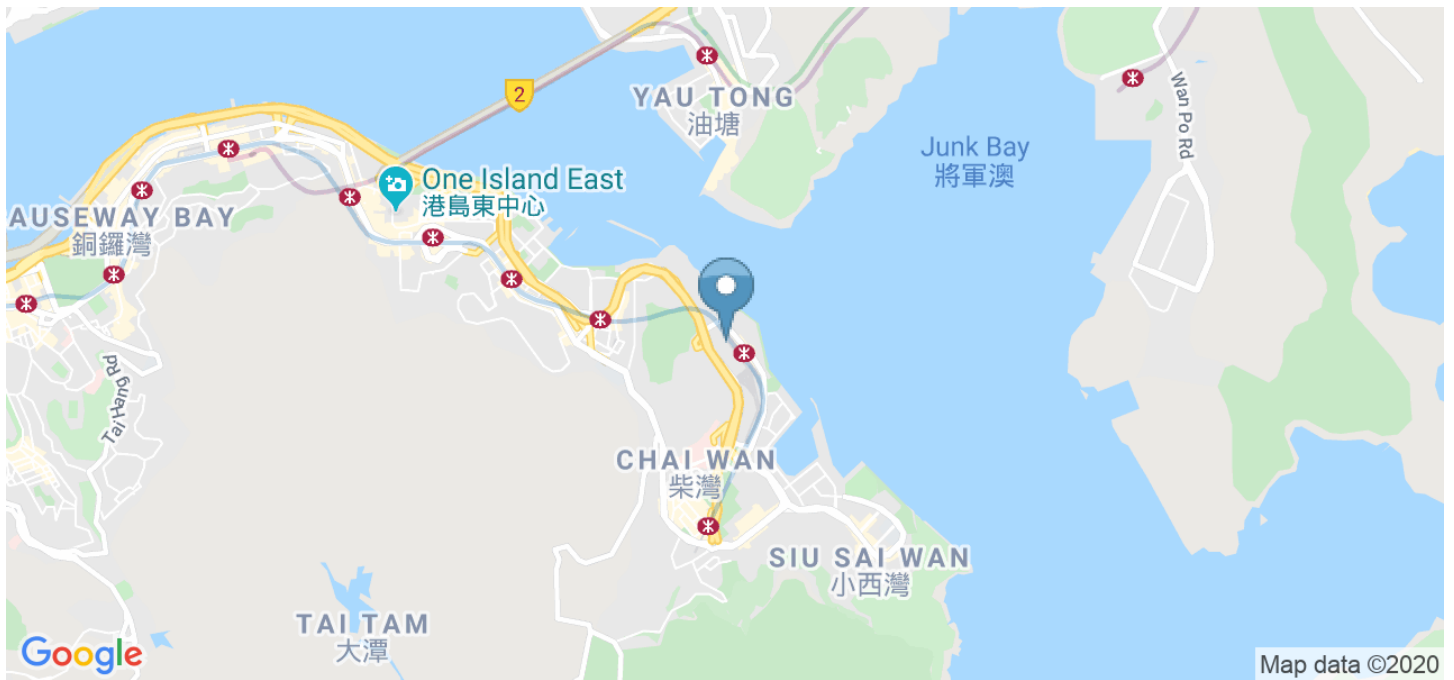 2
YAU TONG
油塘
Wan Po Rd
Junk Bay
將軍澳
One Island East
港島東中心
AUSEWAY BAY
銅鑼灣
Tai Hang Rd
CHAI WAN
柴灣
SIU SAI WAN
小西灣
TAI TAM
大潭
Google
Map data ©2020